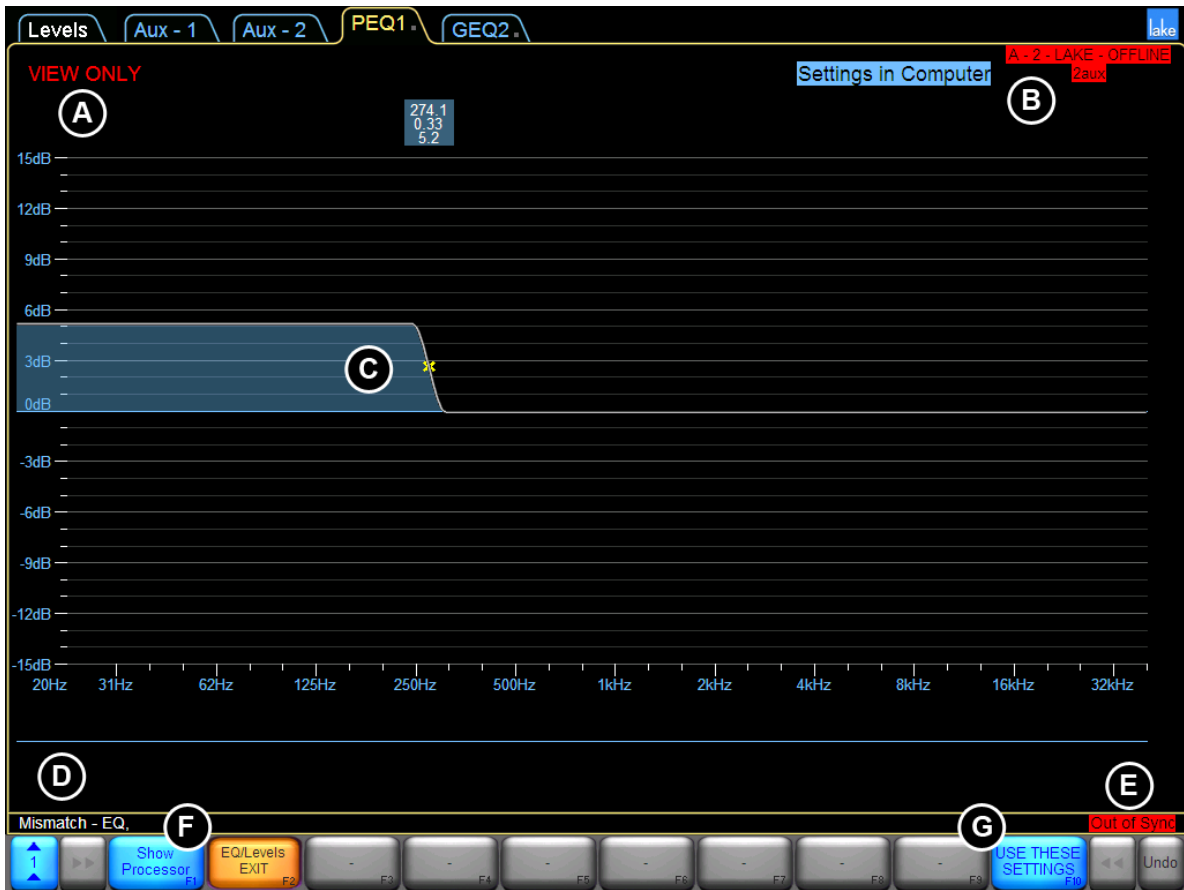 Levels Aux - 1 Aux - 2 PEQ1 GEQ2 lake
A - 2 - LAKE - OFFLINE
VIEW ONLY Settings in Computer 2aux
A B
274.1
0.33
5.2
15dB
12dB
9dB
6dB
3dB C
0dB
-3dB
-6dB
-9dB
-12dB
-15dB
20Hz 31Hz 62Hz 125Hz 250Hz 500Hz 1kHz 2kHz 4kHz 8kHz 16kHz 32kHz
D E
Mismatch - EQ, F G Out of Sync
1 Show Processor F1 EQ/Levels EXIT F2 - F3 - F4 - F5 - F6 - F7 - F8 - F9 USE THESE SETTINGS F10 Undo